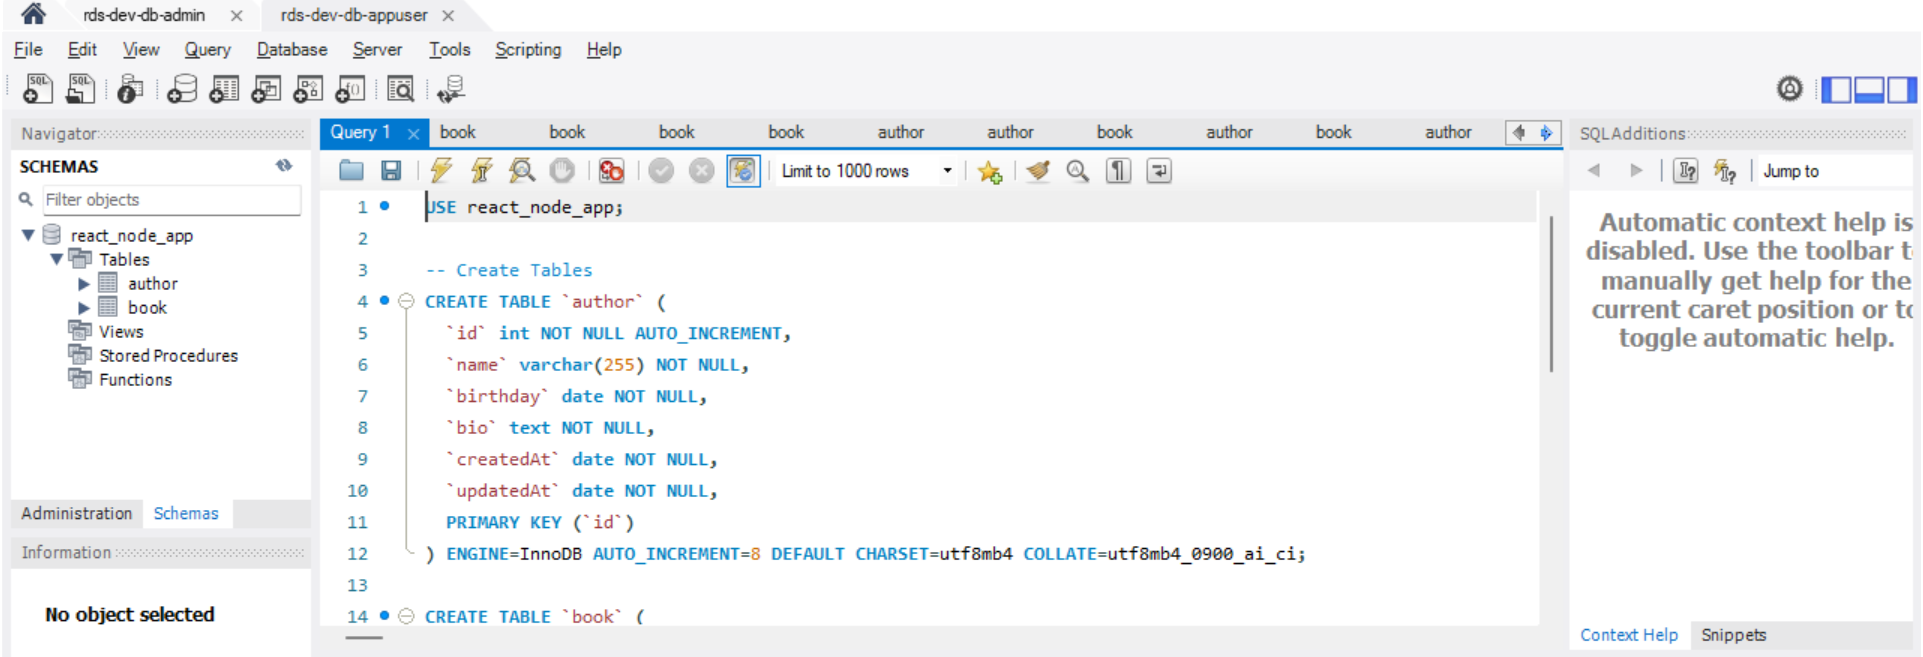 rds-dev-db-admin × rds-dev-db-appuser ×
File Edit View Query Database Server Tools Scripting Help
Navigator
SCHEMAS
Filter objects
react_node_app
Tables
author
book
Views
Stored Procedures
Functions
Administration Schemas
Information
No object selected
Query 1 × book book book book author author book author book author
Limit to 1000 rows
1 USE react_node_app;
2
3 -- Create Tables
4 CREATE TABLE `author` (
5 `id` int NOT NULL AUTO_INCREMENT,
6 `name` varchar(255) NOT NULL,
7 `birthday` date NOT NULL,
8 `bio` text NOT NULL,
9 `createdAt` date NOT NULL,
10 `updatedAt` date NOT NULL,
11 PRIMARY KEY (`id`)
12 ) ENGINE=InnoDB AUTO_INCREMENT=8 DEFAULT CHARSET=utf8mb4 COLLATE=utf8mb4_0900_ai_ci;
13
14 CREATE TABLE `book` (
SQLAdditions
Jump to
Automatic context help is
disabled. Use the toolbar t
manually get help for the
current caret position or to
toggle automatic help.
Context Help Snippets